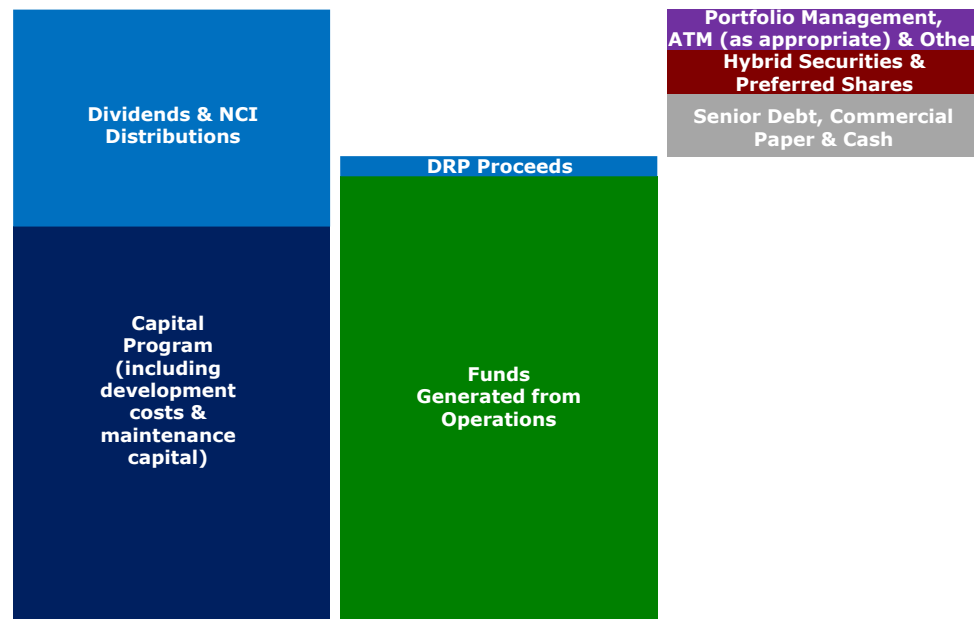 Dividends & NCI
Distributions
Capital
Program
(including
development
costs &
maintenance
capital)
DRP Proceeds
Funds
Generated from
Operations
Portfolio Management,
ATM (as appropriate) & Other
Hybrid Securities &
Preferred Shares
Senior Debt, Commercial
Paper & Cash